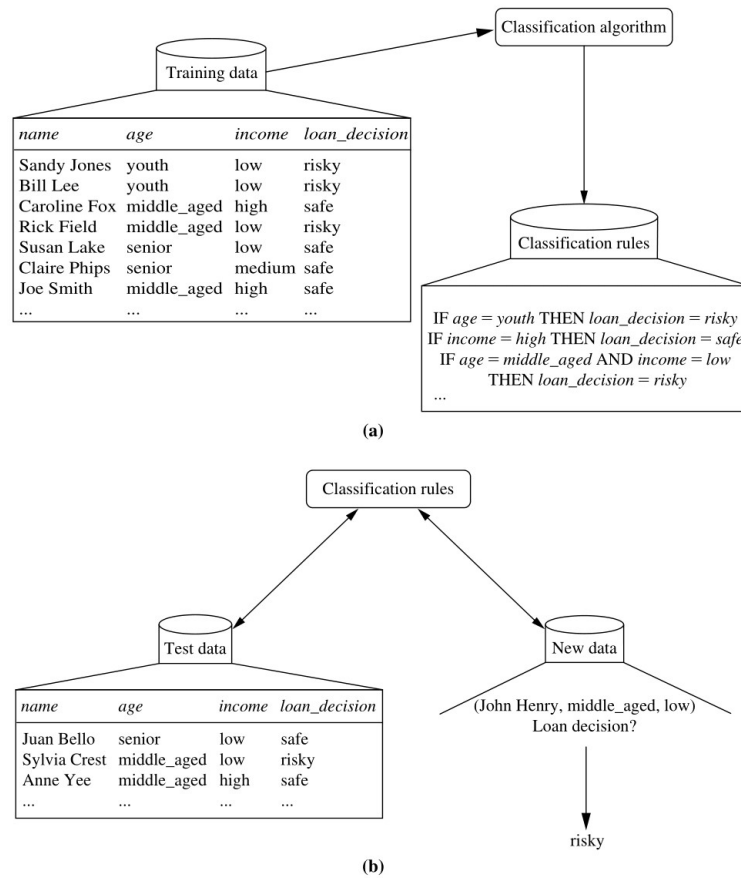 Classification algorithm
Training data
name age income loan_decision
Sandy Jones youth low risky
Bill Lee youth low risky
Caroline Fox middle_aged high safe
Rick Field middle_aged low risky
Susan Lake senior low safe
Claire Phips senior medium safe
Joe Smith middle_aged high safe
... ... ... ...
Classification rules
IF age = youth THEN loan_decision = risky
IF income = high THEN loan_decision = safe
IF age = middle_aged AND income = low
THEN loan_decision = risky
...
(a)
Classification rules
Test data
name age income loan_decision
Juan Bello senior low safe
Sylvia Crest middle_aged low risky
Anne Yee middle_aged high safe
... ... ... ...
New data
(John Henry, middle_aged, low)
Loan decision?
risky
(b)